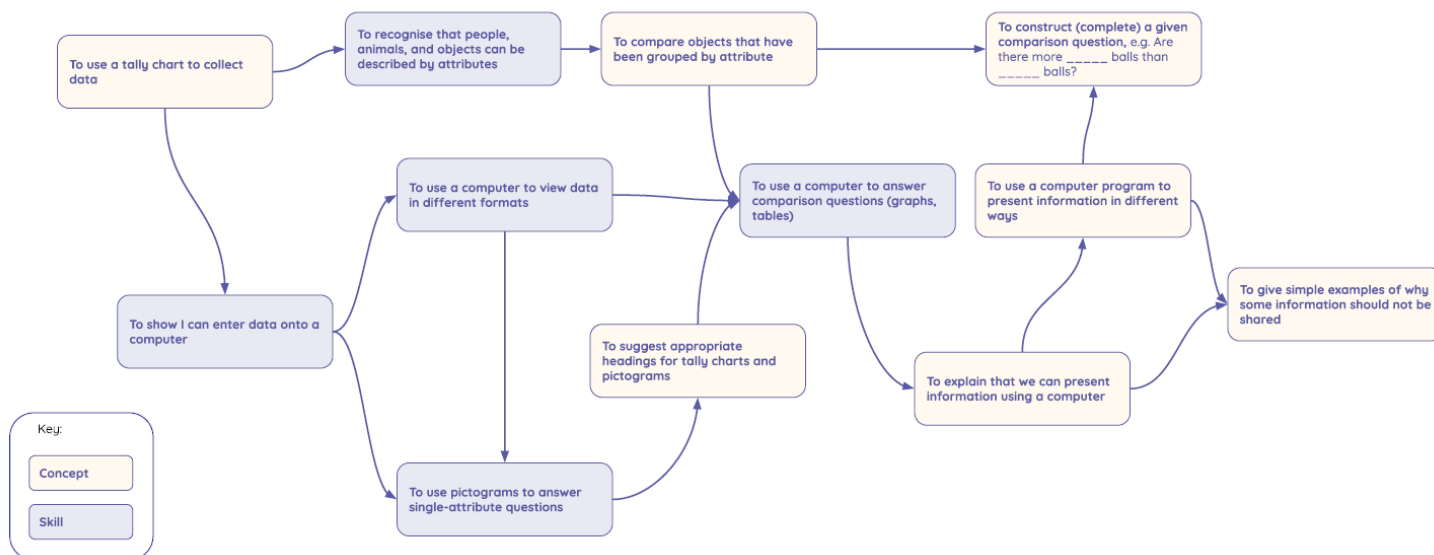 To use a tally chart to collect
data
To recognise that people,
animals, and objects can be
described by attributes
To compare objects that have
been grouped by attribute
To construct (complete) a given
comparison question, e.g. Are
there more _____ balls than
_____ balls?
To use a computer to view data
in different formats
To use a computer to answer
comparison questions (graphs,
tables)
To use a computer program to
present information in different
ways
To show I can enter data onto a
computer
To suggest appropriate
headings for tally charts and
pictograms
To explain that we can present
information using a computer
To give simple examples of why
some information should not be
shared
To use pictograms to answer
single-attribute questions
Key:
Concept
Skill